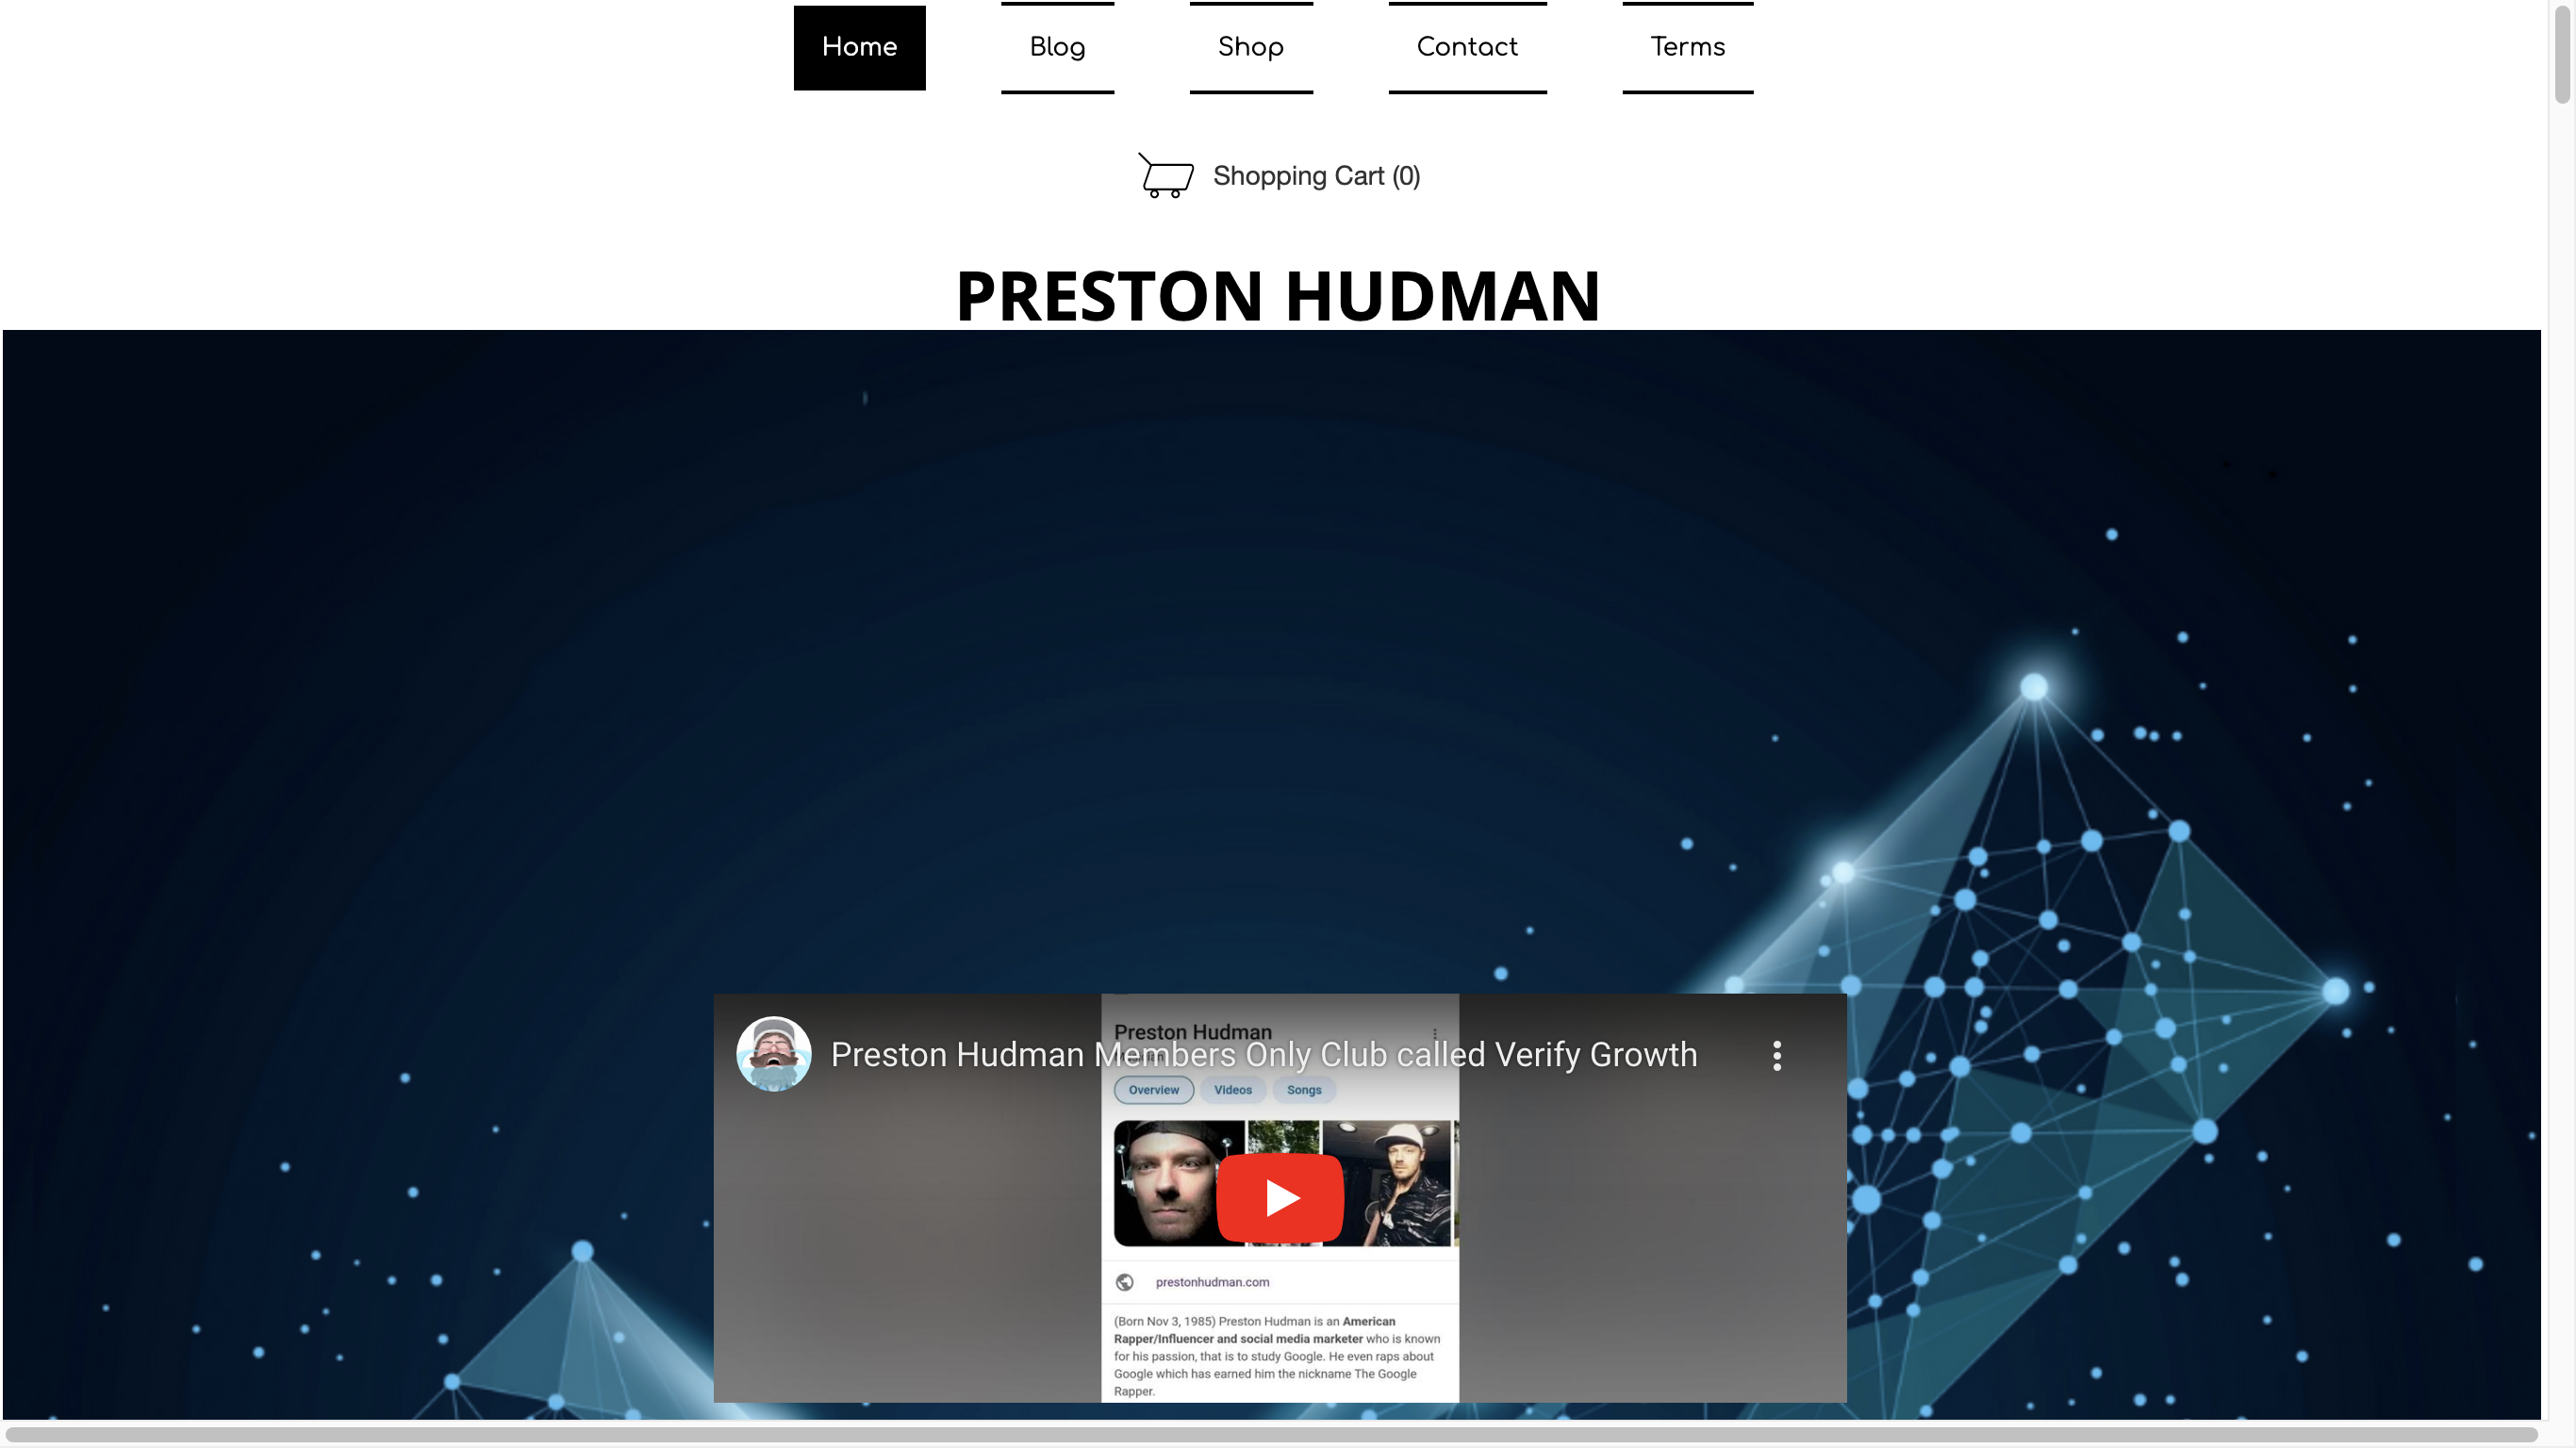 Home
Blog
Shop
Contact
Terms
Shopping Cart (0)
PRESTON HUDMAN
Preston Hudman
Preston Hudman Members Only Club called Verify Growth
Overview
Videos
Songs
prestonhudman.com
(Born Nov 3, 1985) Preston Hudman is an American
Rapper/Influencer and social media marketer who is known
for his passion, that is to study Google. He even raps about
Google which has earned him the nickname The Google
Rapper.